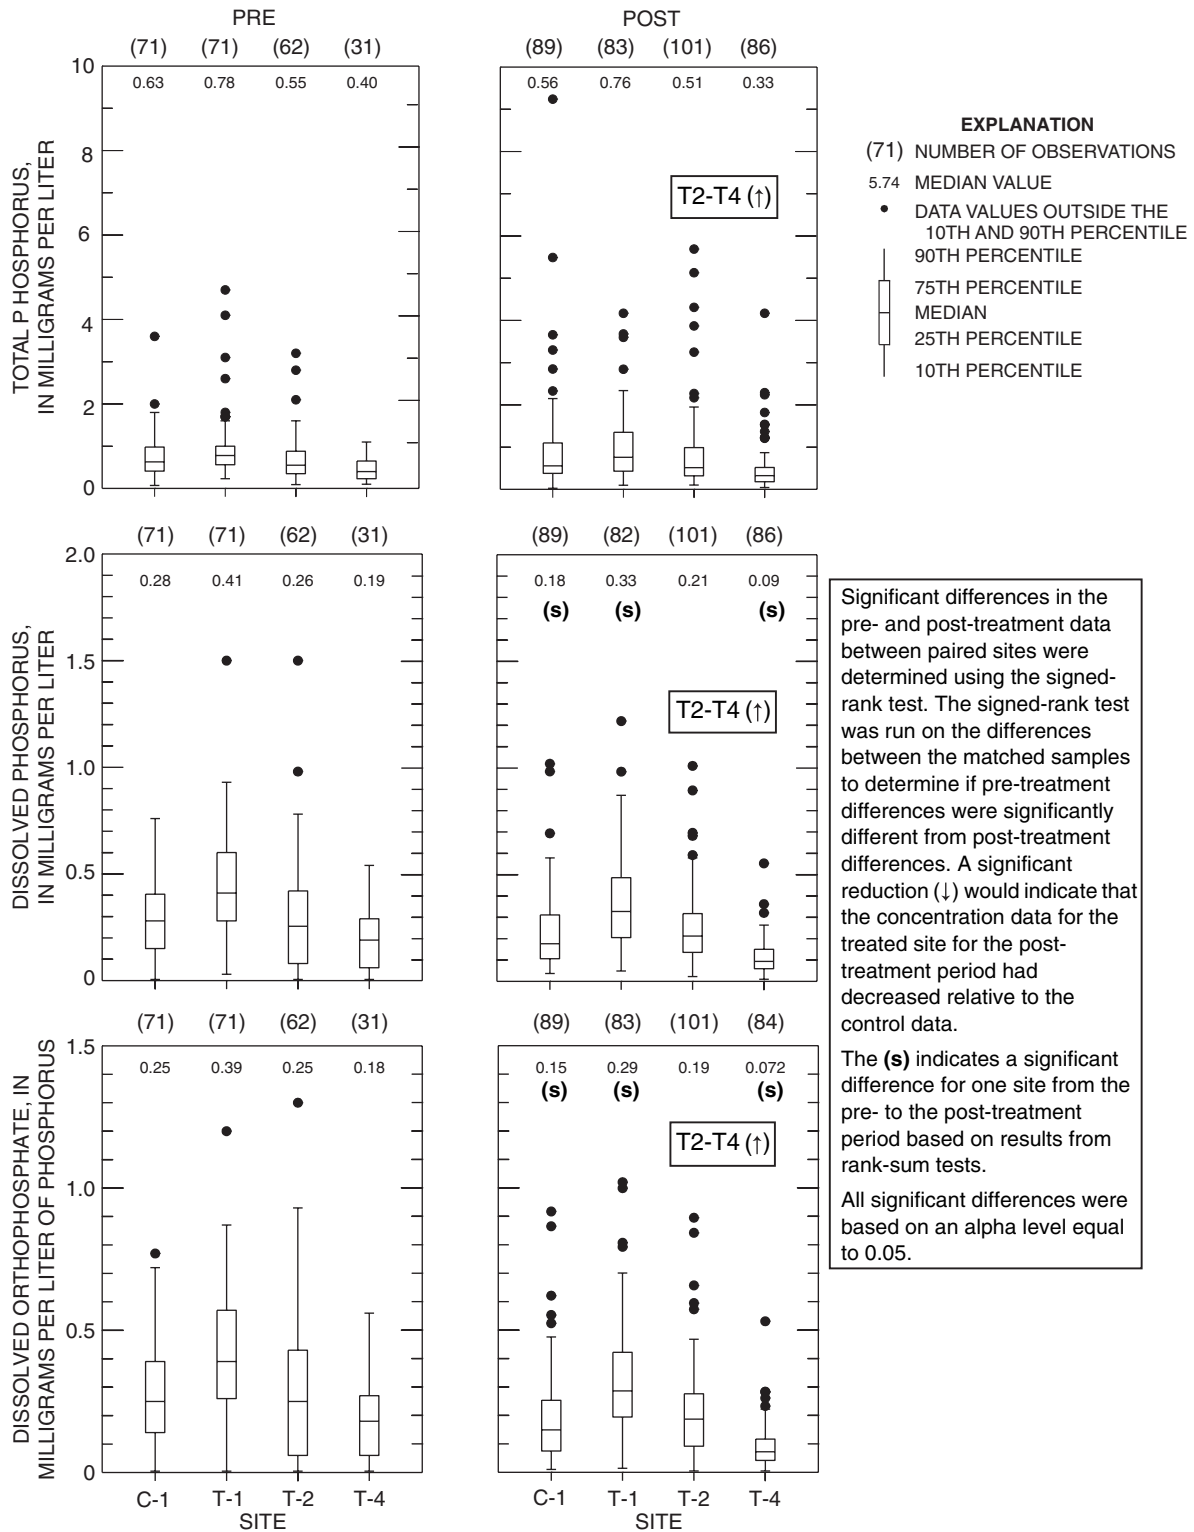 PRE
POST
(71) (71) (62) (31)
(89) (83) (101) (86)
0.63 0.78 0.55 0.40
0.56 0.76 0.51 0.33
TOTAL P HOSPHORUS,
IN MILLIGRAMS PER LITER
10
8
6
4
2
0
T2-T4 (↑)
EXPLANATION
(71) NUMBER OF OBSERVATIONS
5.74 MEDIAN VALUE
DATA VALUES OUTSIDE THE
10TH AND 90TH PERCENTILE
90TH PERCENTILE
75TH PERCENTILE
MEDIAN
25TH PERCENTILE
10TH PERCENTILE
(71) (71) (62) (31)
(89) (82) (101) (86)
0.28 0.41 0.26 0.19
0.18 0.33 0.21 0.09
(s) (s) (s)
DISSOLVED PHOSPHORUS,
IN MILLIGRAMS PER LITER
2.0
1.5
1.0
0.5
0
T2-T4 (↑)
Significant differences in the
pre- and post-treatment data
between paired sites were
determined using the signed-
rank test. The signed-rank test
was run on the differences
between the matched samples
to determine if pre-treatment
differences were significantly
different from post-treatment
differences. A significant
reduction (↓) would indicate that
the concentration data for the
treated site for the post-
treatment period had
decreased relative to the
control data.
The (s) indicates a significant
difference for one site from the
pre- to the post-treatment
period based on results from
rank-sum tests.
All significant differences were
based on an alpha level equal
to 0.05.
(71) (71) (62) (31)
(89) (83) (101) (84)
0.25 0.39 0.25 0.18
0.15 0.29 0.19 0.072
(s) (s) (s)
DISSOLVED ORTHOPHOSPHATE, IN
MILLIGRAMS PER LITER OF PHOSPHORUS
1.5
1.0
0.5
0
T2-T4 (↑)
C-1 T-1 T-2 T-4
SITE
C-1 T-1 T-2 T-4
SITE